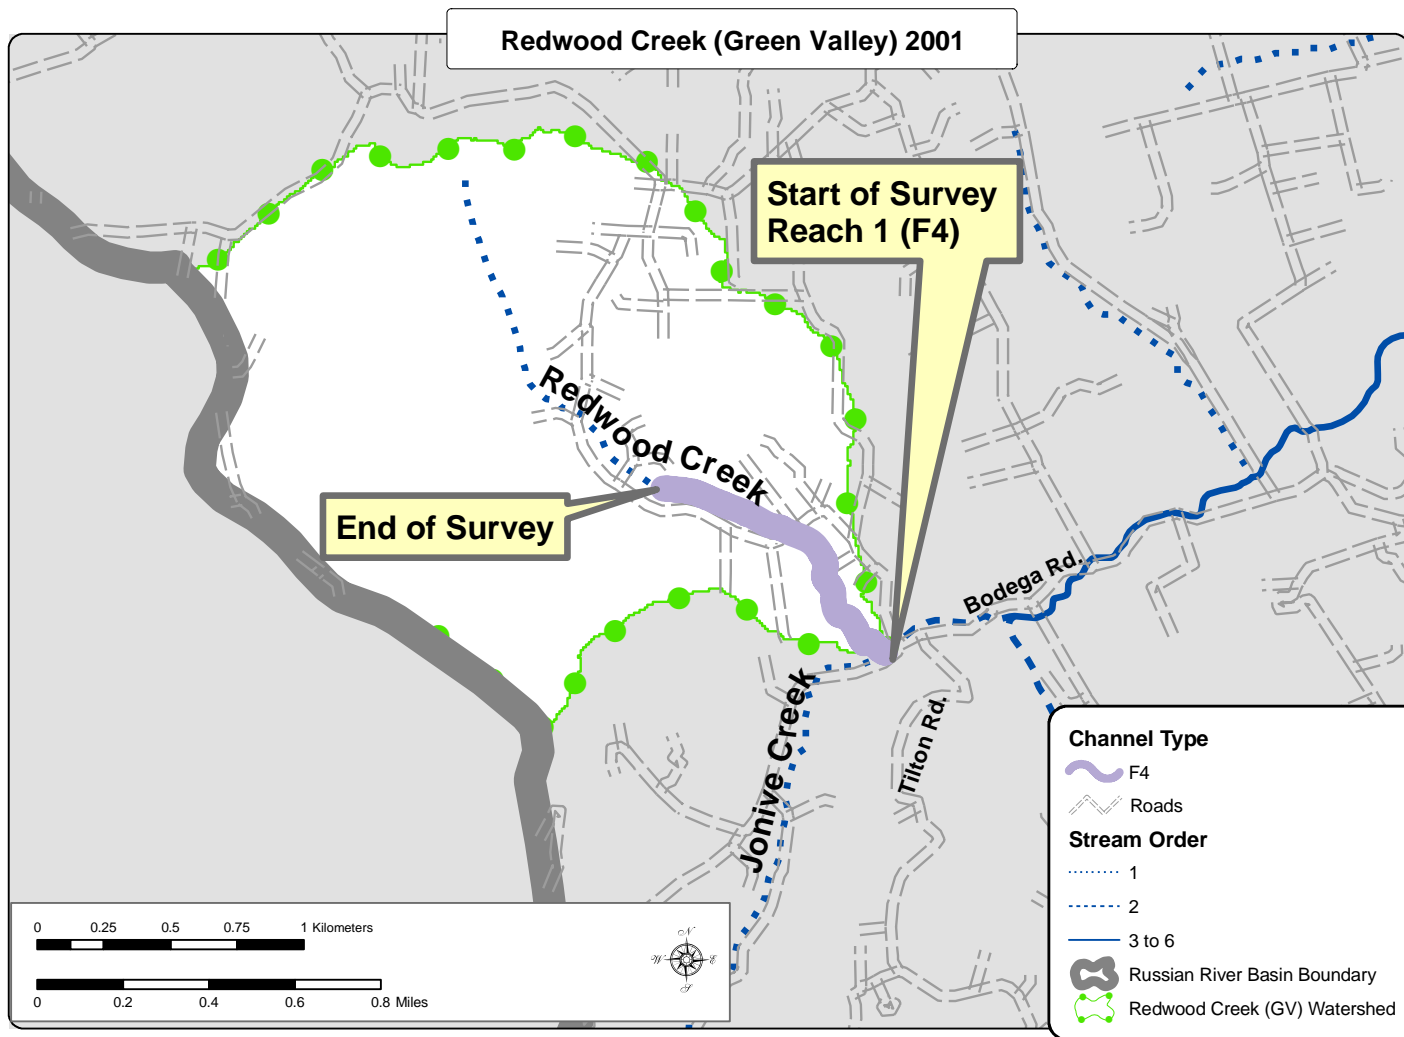 Redwood Creek (Green Valley) 2001
Start of Survey
Reach 1 (F4)
Redwood Creek
End of Survey
Bodega Rd.
Jonive Creek
Tilton Rd.
Channel Type
F4
Roads
Stream Order
1
2
3 to 6
Russian River Basin Boundary
Redwood Creek (GV) Watershed
0 0.25 0.5 0.75 1 Kilometers
0 0.2 0.4 0.6 0.8 Miles
N
W E
S